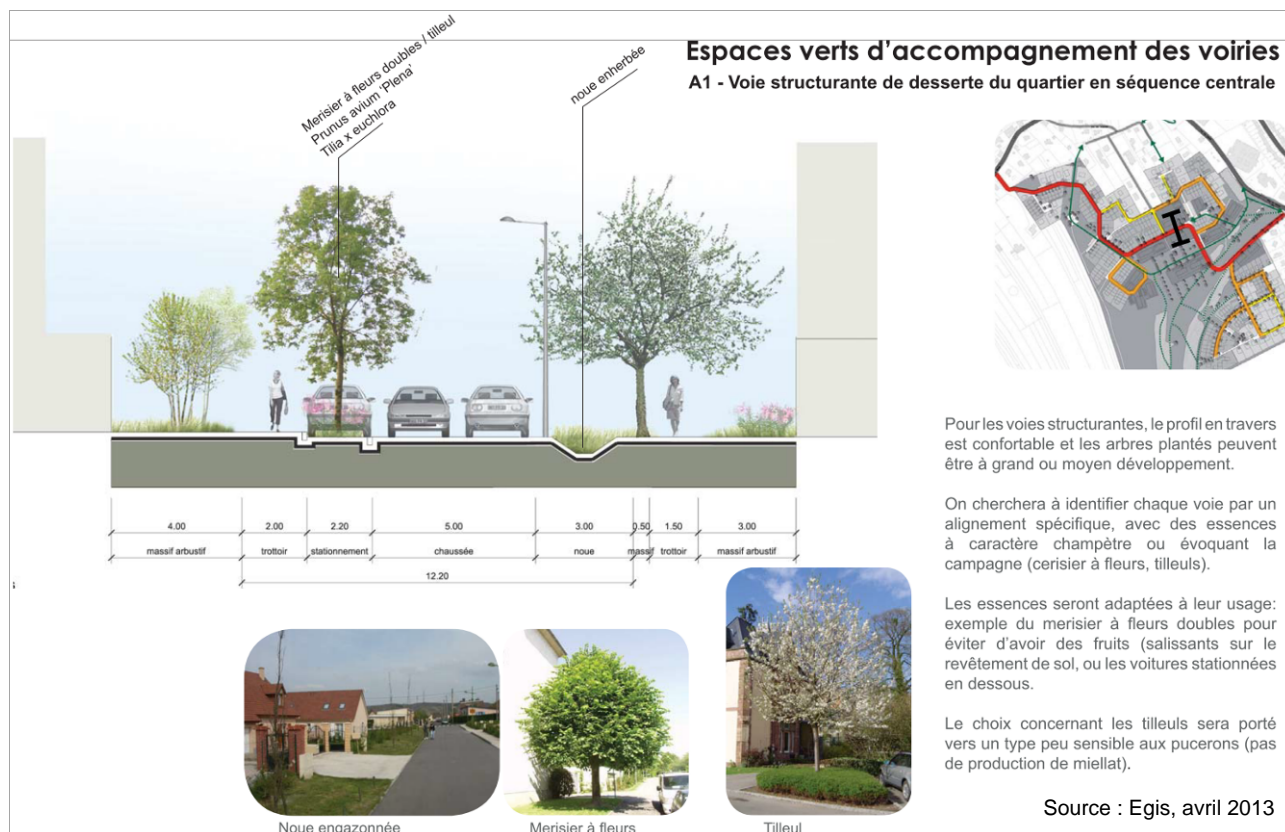 Espaces verts d’accompagnement des voiries
A1 - Voie structurante de desserte du quartier en séquence centrale
Merisier à fleurs doubles / tilleul
Prunus avium ‘Plena’
Tilia x euchlora
noue enherbée
4.00 2.00 2.20 5.00 3.00 0.50 1.50 3.00
massif arbustif trottoir stationnement chaussée noue massif trottoir massif arbustif
12.20
Pour les voies structurantes, le profil en travers
est confortable et les arbres plantés peuvent
être à grand ou moyen développement.
On cherchera à identifier chaque voie par un
alignement spécifique, avec des essences
à caractère champètre ou évoquant la
campagne (cerisier à fleurs, tilleuls).
Les essences seront adaptées à leur usage:
exemple du merisier à fleurs doubles pour
éviter d’avoir des fruits (salissants sur le
revêtement de sol, ou les voitures stationnées
en dessous.
Le choix concernant les tilleuls sera porté
vers un type peu sensible aux pucerons (pas
de production de miellat).
Noue engazonnée
Merisier à fleurs
Tilleul
Source : Egis, avril 2013